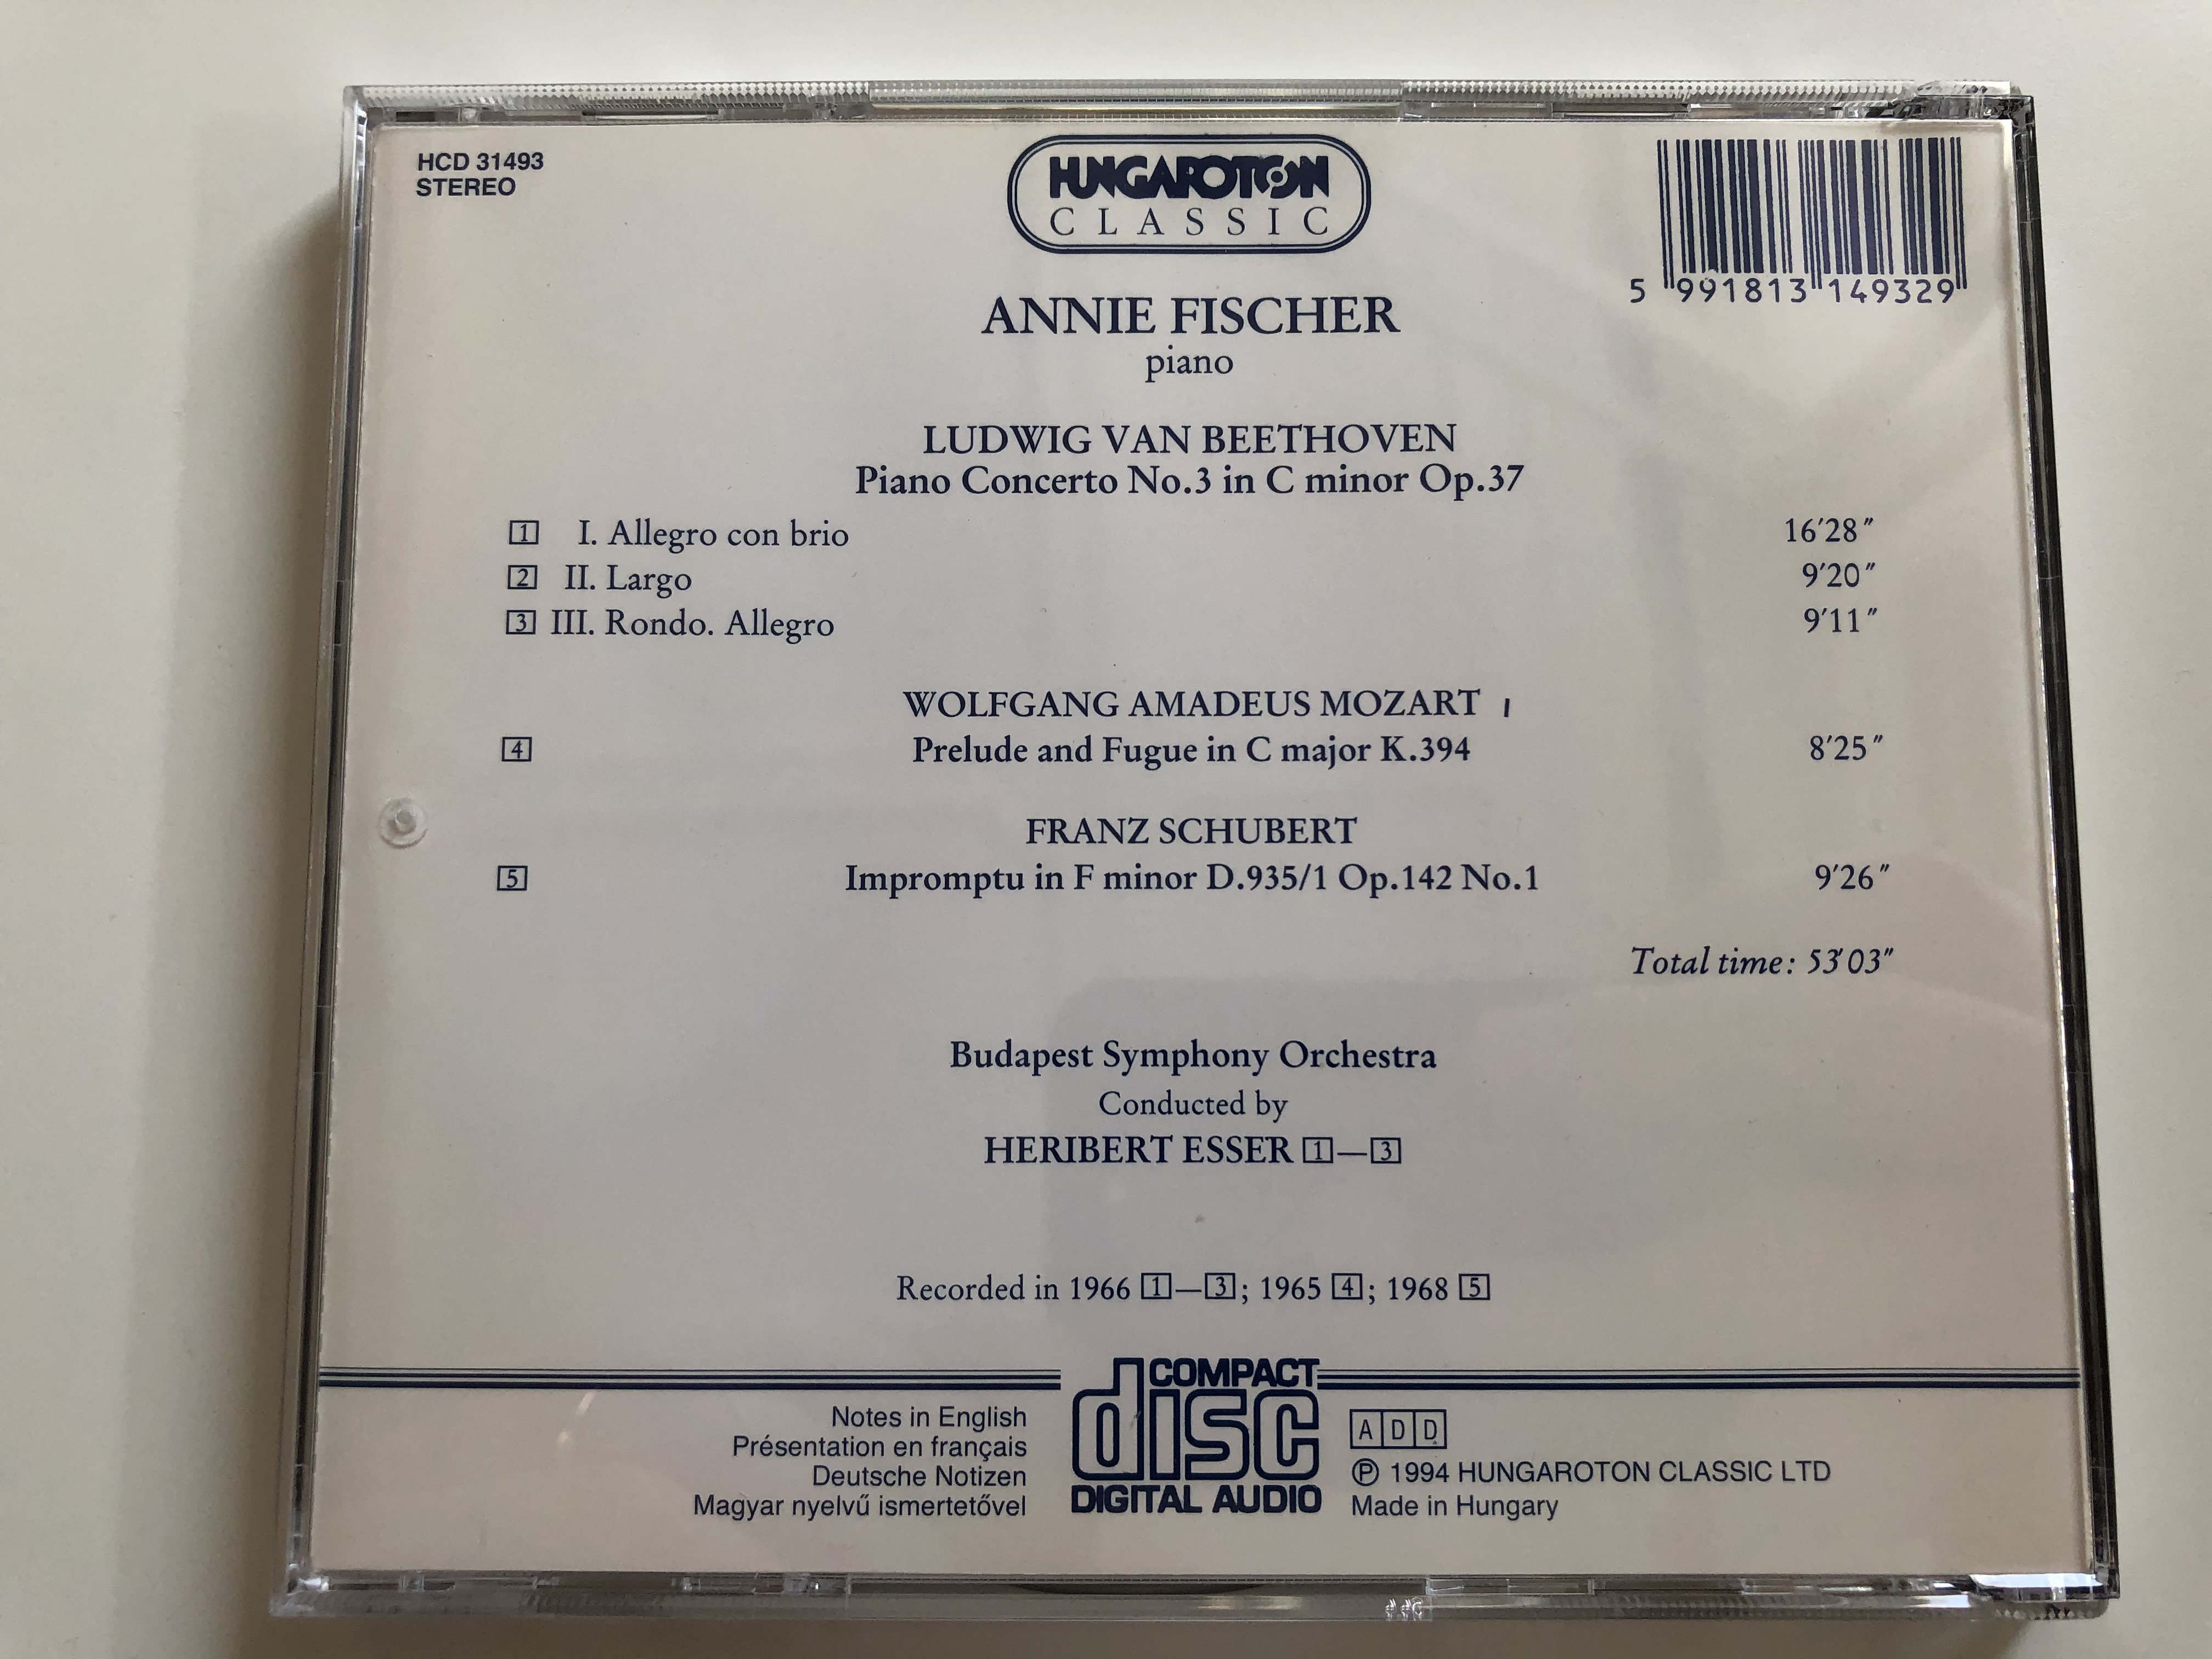 HCD 31493
STEREO
HUNGAROTON
CLASSIC
5 991813 149329
ANNIE FISCHER
piano
LUDWIG VAN BEETHOVEN
Piano Concerto No.3 in C minor Op.37
1 I. Allegro con brio 16'28"
2 II. Largo 9'20"
3 III. Rondo. Allegro 9'11"
WOLFGANG AMADEUS MOZART
4 Prelude and Fugue in C major K.394 8'25"
FRANZ SCHUBERT
5 Impromptu in F minor D.935/1 Op.142 No.1 9'26"
Total time: 53'03"
Budapest Symphony Orchestra
Conducted by
HERIBERT ESSER 1—3
Recorded in 1966 1—3; 1965 4; 1968 5
Notes in English
Présentation en français
Deutsche Notizen
Magyar nyelvű ismertetővel
COMPACT
disc
DIGITAL AUDIO
ADD
℗ 1994 HUNGAROTON CLASSIC LTD
Made in Hungary